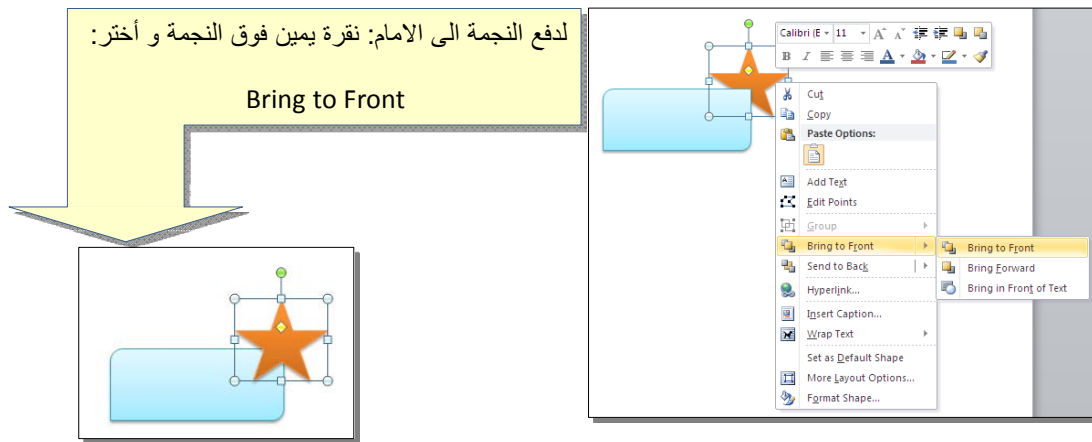 لدفع النجمة الى الامام: نقرة يمين فوق النجمة و أختر:
Bring to Front
Calibri (E
11
A A
B I A
Cut
Copy
Paste Options:
Add Text
Edit Points
Group
Bring to Front
Send to Back
Hyperlink...
Insert Caption...
Wrap Text
Set as Default Shape
More Layout Options...
Format Shape...
Bring to Front
Bring Forward
Bring in Front of Text